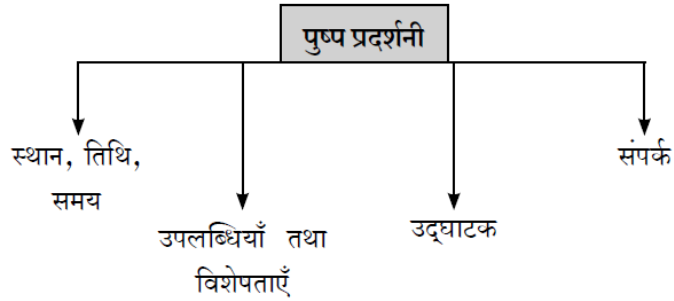 पुष्प प्रदर्शनी
स्थान, तिथि,
समय
उपलब्धियाँ तथा
विशेषताएँ
उद्‌घाटक
संपर्क